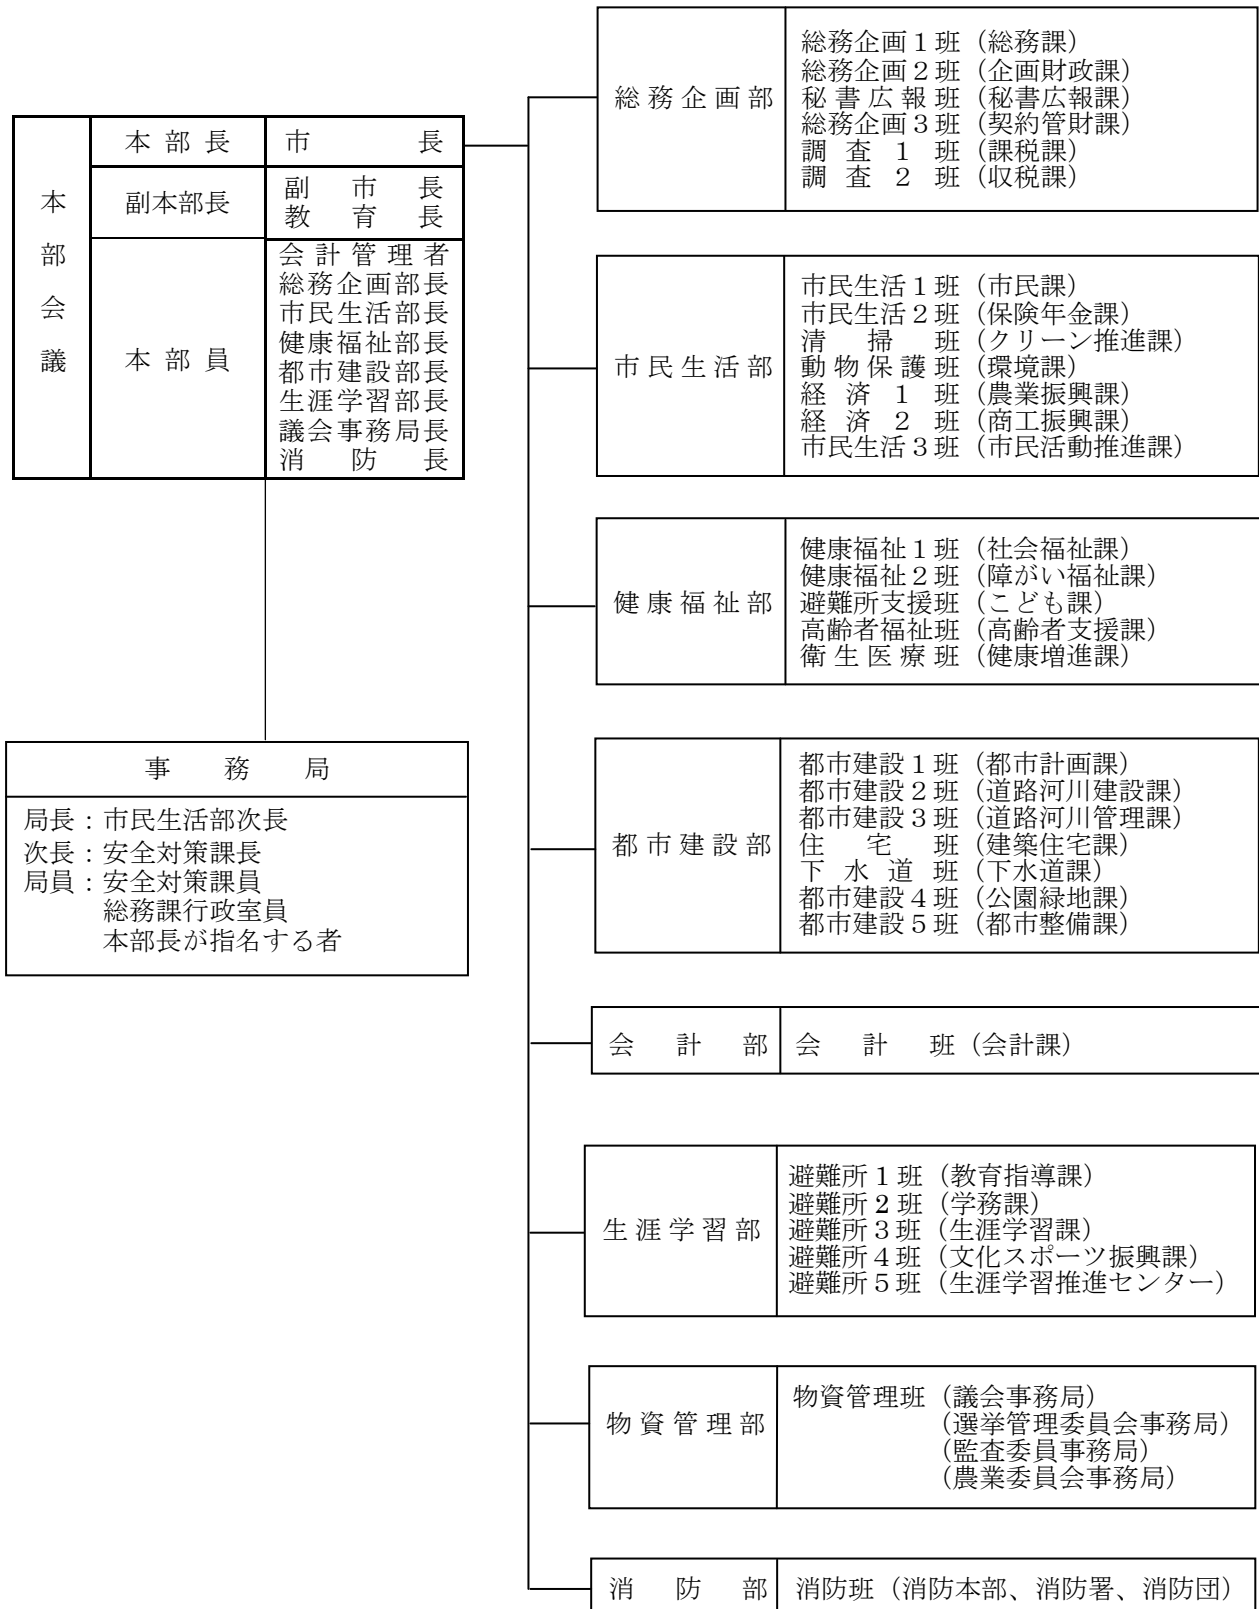 本部会議
本部長 市長
副本部長 副市長
教育長
本部員 会計管理者
総務企画部長
市民生活部長
健康福祉部長
都市建設部長
生涯学習部長
議会事務局長
消防長
事務局
局長：市民生活部次長
次長：安全対策課長
局員：安全対策課員
総務課行政室員
本部長が指名する者
総務企画部
総務企画１班（総務課）
総務企画２班（企画財政課）
秘書広報班（秘書広報課）
総務企画３班（契約管財課）
調査１班（課税課）
調査２班（収税課）
市民生活部
市民生活１班（市民課）
市民生活２班（保険年金課）
清掃班（クリーン推進課）
動物保護班（環境課）
経済１班（農業振興課）
経済２班（商工振興課）
市民生活３班（市民活動推進課）
健康福祉部
健康福祉１班（社会福祉課）
健康福祉２班（障がい福祉課）
避難所支援班（こども課）
高齢者福祉班（高齢者支援課）
衛生医療班（健康増進課）
都市建設部
都市建設１班（都市計画課）
都市建設２班（道路河川建設課）
都市建設３班（道路河川管理課）
住宅班（建築住宅課）
下水道班（下水道課）
都市建設４班（公園緑地課）
都市建設５班（都市整備課）
会計部
会計班（会計課）
生涯学習部
避難所１班（教育指導課）
避難所２班（学務課）
避難所３班（生涯学習課）
避難所４班（文化スポーツ振興課）
避難所５班（生涯学習推進センター）
物資管理部
物資管理班（議会事務局）
（選挙管理委員会事務局）
（監査委員事務局）
（農業委員会事務局）
消防部
消防班（消防本部、消防署、消防団）